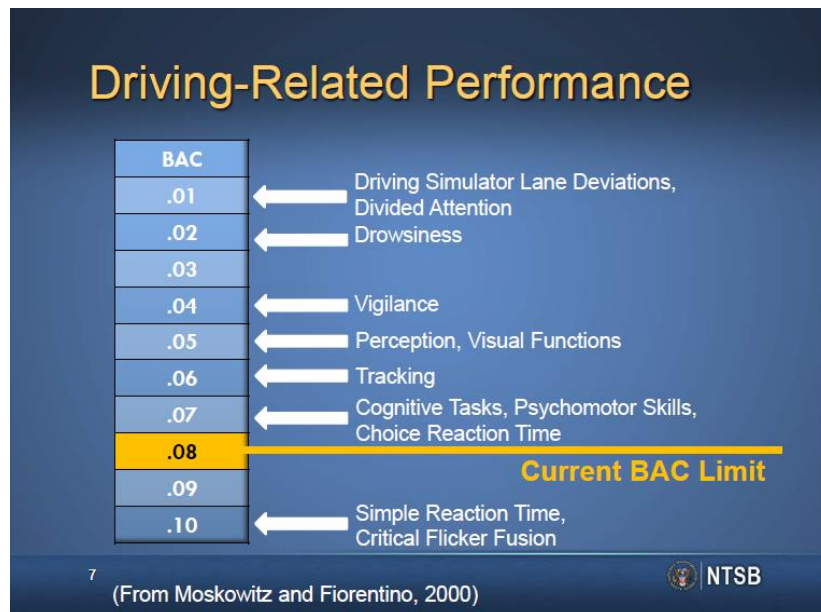 Driving-Related Performance
BAC
.01
Driving Simulator Lane Deviations,
Divided Attention
.02
Drowsiness
.03
.04
Vigilance
.05
Perception, Visual Functions
.06
Tracking
.07
Cognitive Tasks, Psychomotor Skills,
Choice Reaction Time
.08
Current BAC Limit
.09
.10
Simple Reaction Time,
Critical Flicker Fusion
7
(From Moskowitz and Fiorentino, 2000)
NTSB